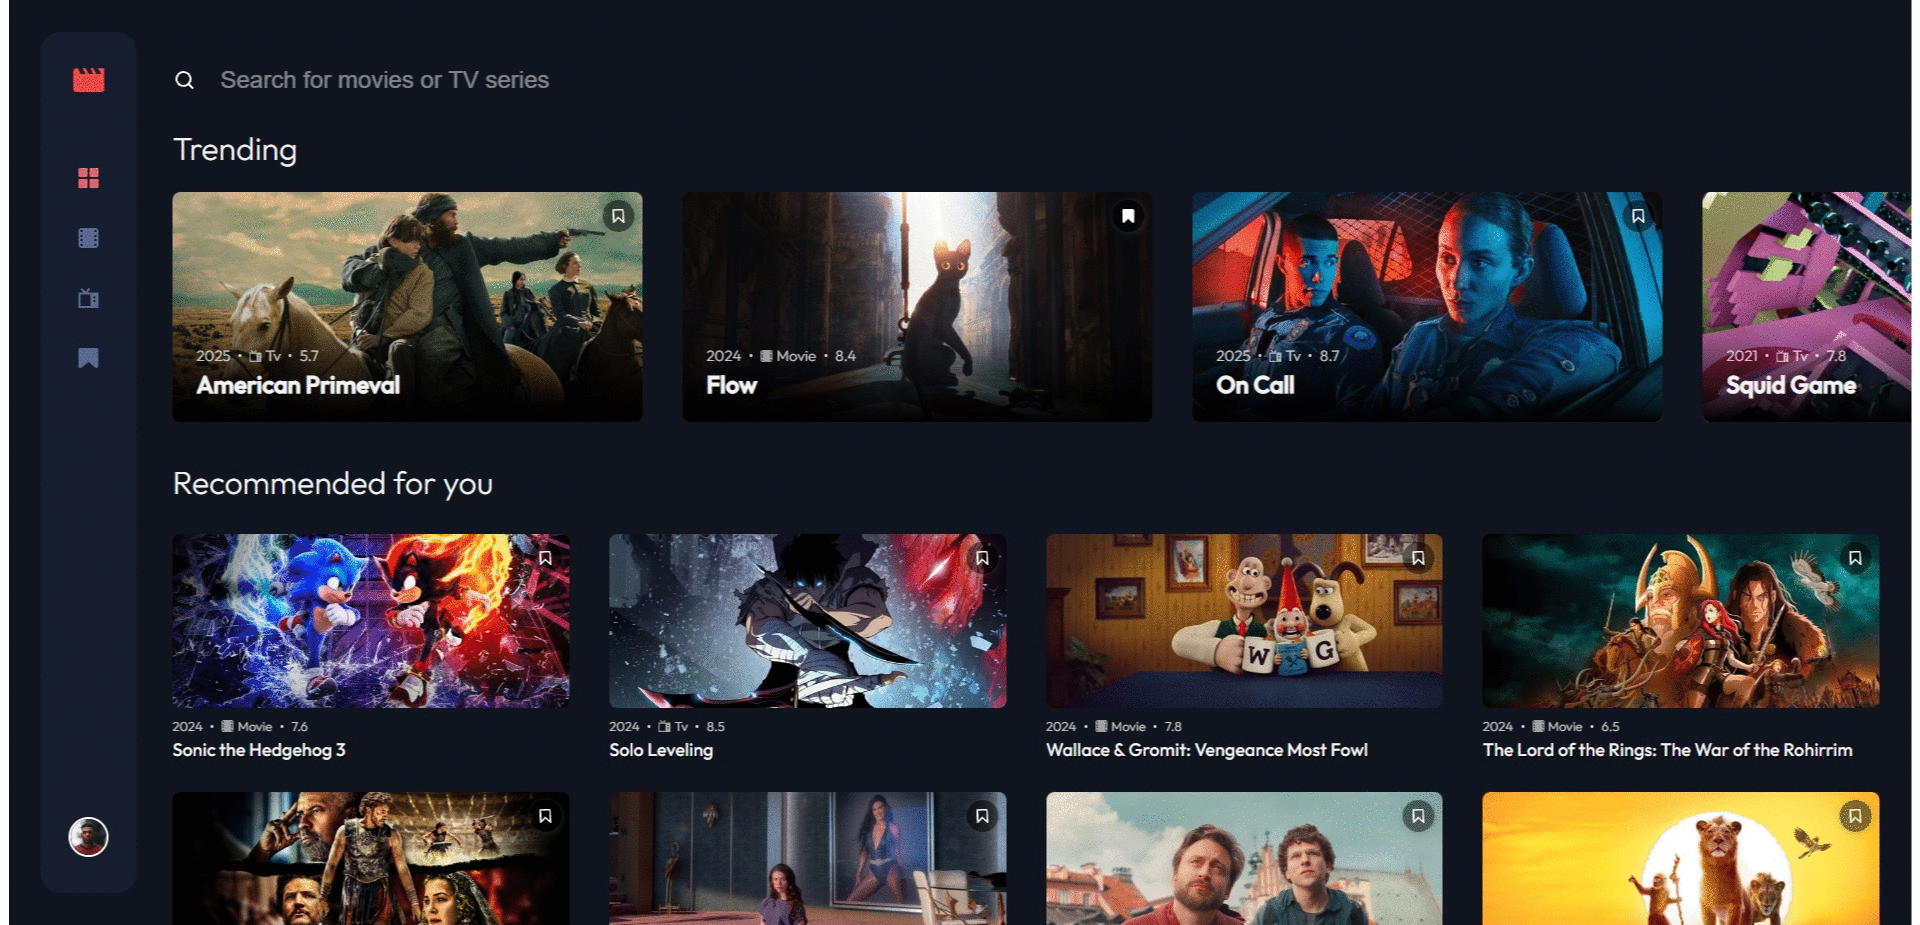 Search for movies or TV series
Trending
2025 • Tv • 5.7
American Primeval
2024 • Movie • 8.4
Flow
2025 • Tv • 8.7
On Call
2021 • Tv • 7.8
Squid Game
Recommended for you
2024 • Movie • 7.6
Sonic the Hedgehog 3
2024 • Tv • 8.5
Solo Leveling
W G
2024 • Movie • 7.8
Wallace & Gromit: Vengeance Most Fowl
2024 • Movie • 6.5
The Lord of the Rings: The War of the Rohirrim